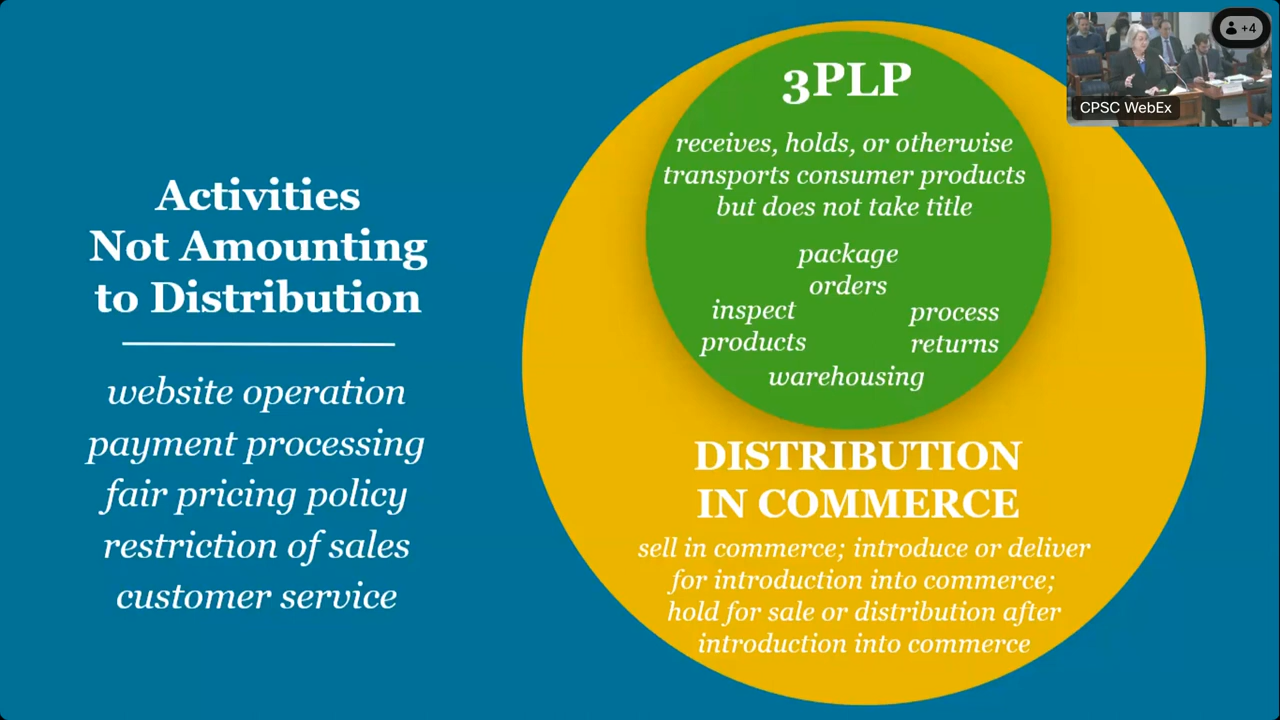 Activities
Not Amounting
to Distribution
website operation
payment processing
fair pricing policy
restriction of sales
customer service
3PLP
receives, holds, or otherwise
transports consumer products
but does not take title
package
orders
inspect
products
process
returns
warehousing
DISTRIBUTION
IN COMMERCE
sell in commerce; introduce or deliver
for introduction into commerce;
hold for sale or distribution after
introduction into commerce
+4
CPSC WebEx